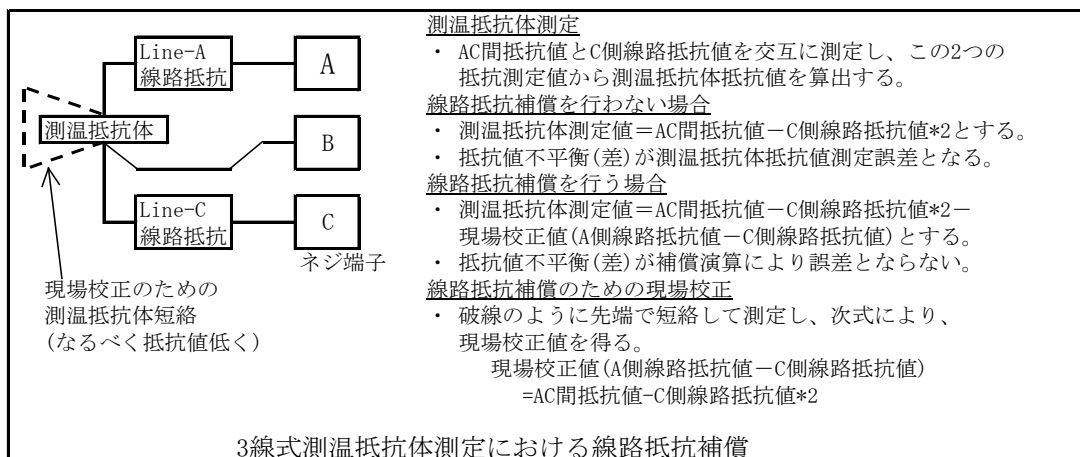 Line-A
線路抵抗
A
測温抵抗体
B
Line-C
線路抵抗
C
ネジ端子
現場校正のための
測温抵抗体短絡
(なるべく抵抗値低く)
測温抵抗体測定
・ AC間抵抗値とC側線路抵抗値を交互に測定し、この2つの
抵抗測定値から測温抵抗体抵抗値を算出する。
線路抵抗補償を行わない場合
・ 測温抵抗体測定値＝AC間抵抗値－C側線路抵抗値*2とする。
・ 抵抗値不平衡(差)が測温抵抗体抵抗値測定誤差となる。
線路抵抗補償を行う場合
・ 測温抵抗体測定値＝AC間抵抗値－C側線路抵抗値*2－
現場校正値(A側線路抵抗値－C側線路抵抗値)とする。
・ 抵抗値不平衡(差)が補償演算により誤差とならない。
線路抵抗補償のための現場校正
・ 破線のように先端で短絡して測定し、次式により、
現場校正値を得る。
現場校正値(A側線路抵抗値－C側線路抵抗値)
=AC間抵抗値-C側線路抵抗値*2
3線式測温抵抗体測定における線路抵抗補償